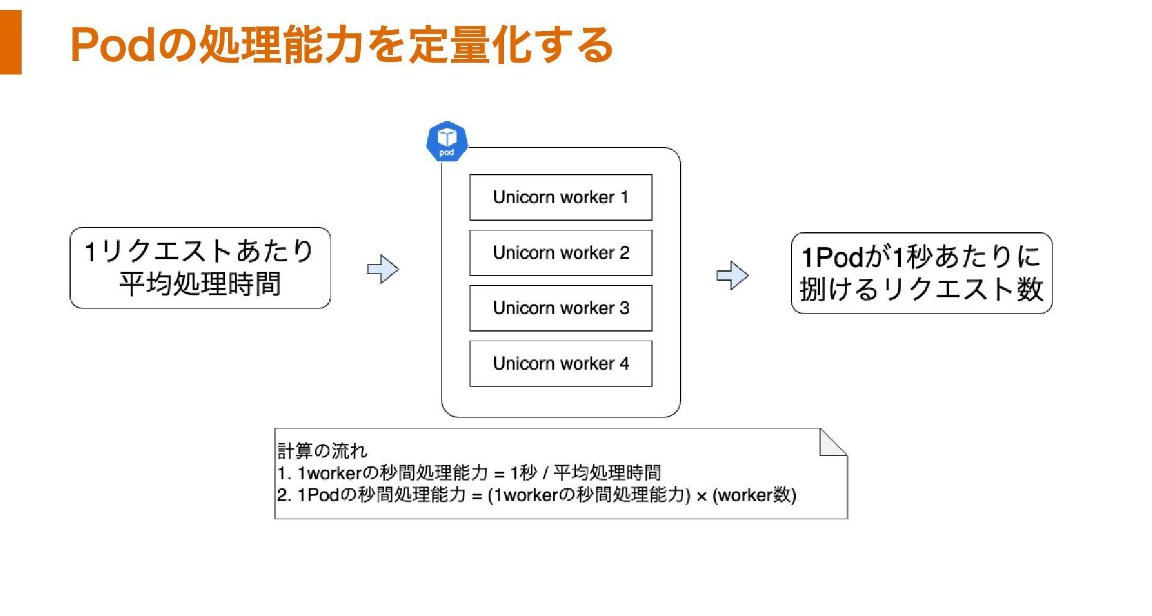 Podの処理能力を定量化する
pod
Unicorn worker 1
Unicorn worker 2
Unicorn worker 3
Unicorn worker 4
1リクエストあたり
平均処理時間
1Podが1秒あたりに
捌けるリクエスト数
計算の流れ
1. 1workerの秒間処理能力 = 1秒 / 平均処理時間
2. 1Podの秒間処理能力 = (1workerの秒間処理能力) × (worker数)